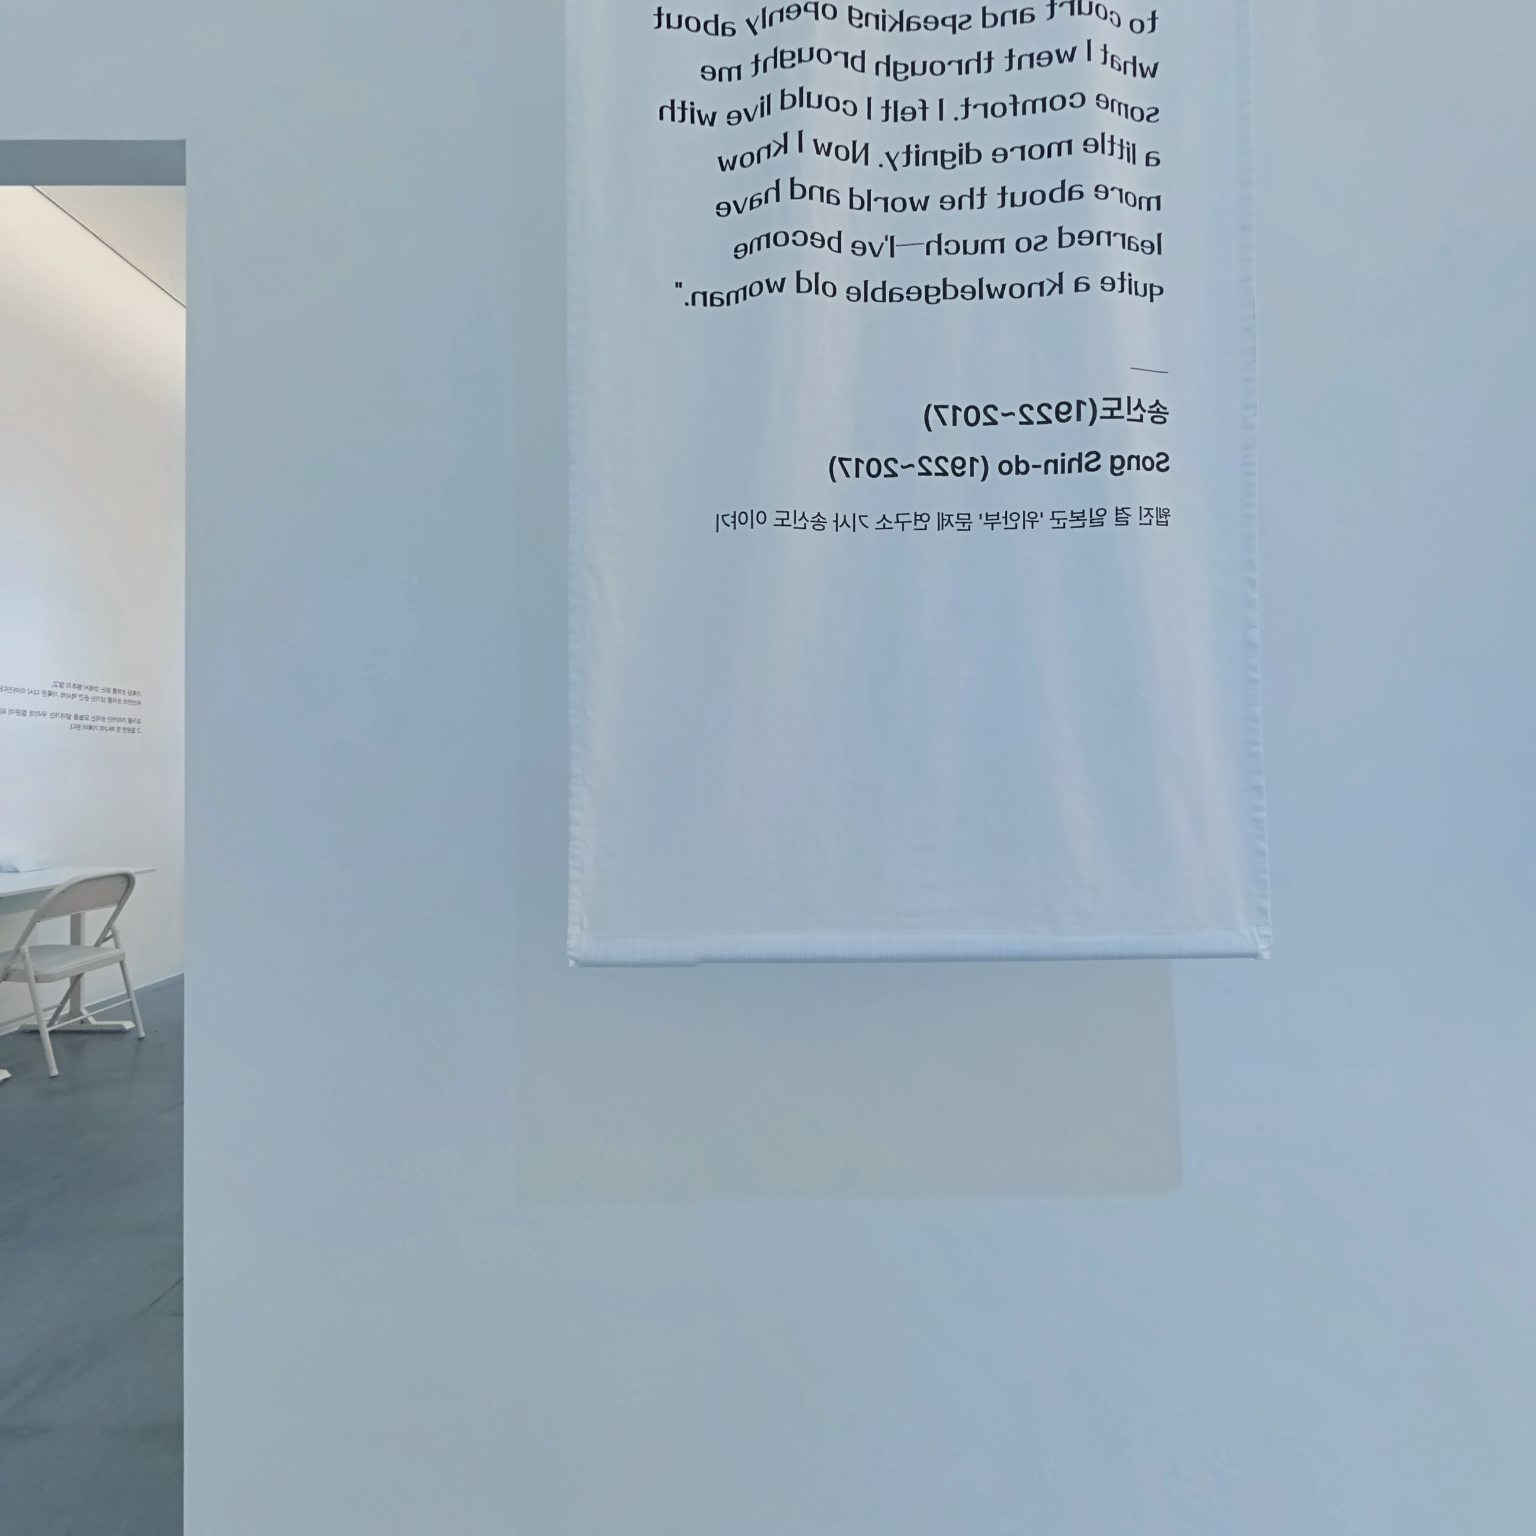 to court and speaking openly about
what I went through brought me
some comfort. I felt I could live with
a little more dignity. Now I know
more about the world and have
learned so much—I've become
quite a knowledgeable old woman."
송신도(1922~2017)
Song Shin-do (1922~2017)
웹진 결 일본군 '위안부' 문제 연구소 기사 송신도 이야기